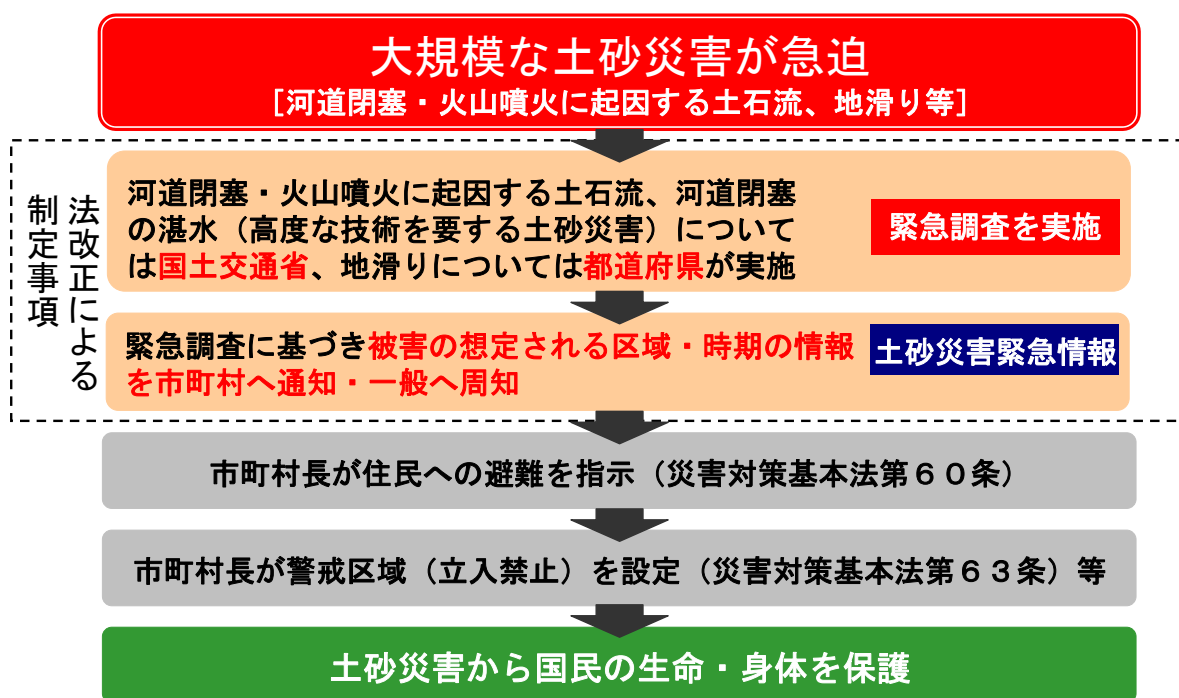 大規模な土砂災害が急迫
[河道閉塞・火山噴火に起因する土石流、地滑り等]
法改正による
制定事項
河道閉塞・火山噴火に起因する土石流、河道閉塞
の湛水（高度な技術を要する土砂災害）について
は国土交通省、地滑りについては都道府県が実施
緊急調査を実施
緊急調査に基づき被害の想定される区域・時期の情報
を市町村へ通知・一般へ周知
土砂災害緊急情報
市町村長が住民への避難を指示（災害対策基本法第６０条）
市町村長が警戒区域（立入禁止）を設定（災害対策基本法第６３条）等
土砂災害から国民の生命・身体を保護